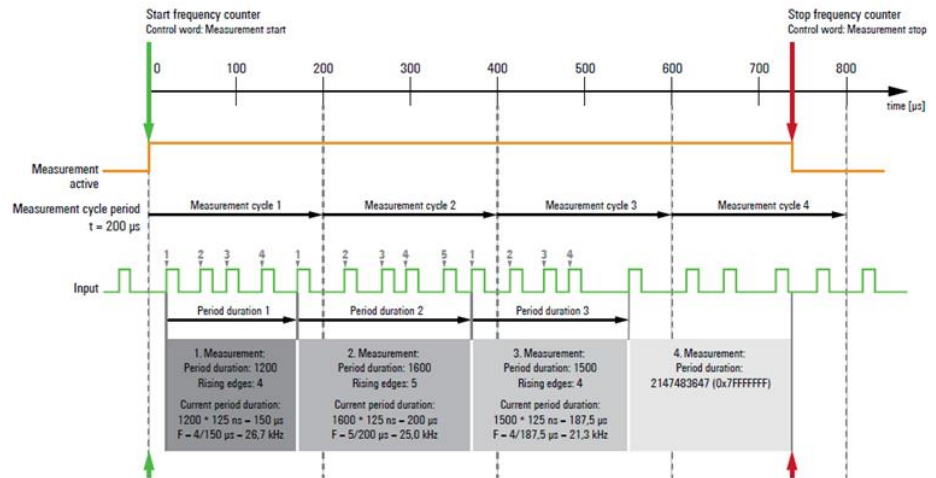 Start frequency counter
Control word: Measurement start
Stop frequency counter
Control word: Measurement stop
0 100 200 300 400 500 600 700 800
time [µs]
Measurement
active
Measurement cycle period
t = 200 µs
Measurement cycle 1
Measurement cycle 2
Measurement cycle 3
Measurement cycle 4
1 2 3 4 1 2 3 4 5 1 2 3 4
Input
Period duration 1
Period duration 2
Period duration 3
1. Measurement:
Period duration: 1200
Rising edges: 4
Current period duration:
1200 * 125 ns = 150 µs
F = 4/150 µs = 26,7 kHz
2. Measurement:
Period duration: 1600
Rising edges: 5
Current period duration:
1600 * 125 ns = 200 µs
F = 5/200 µs = 25,0 kHz
3. Measurement:
Period duration: 1500
Rising edges: 4
Current period duration:
1500 * 125 ns = 187,5 µs
F = 4/187,5 µs = 21,3 kHz
4. Measurement:
Period duration:
2147483647 (0x7FFFFFFF)